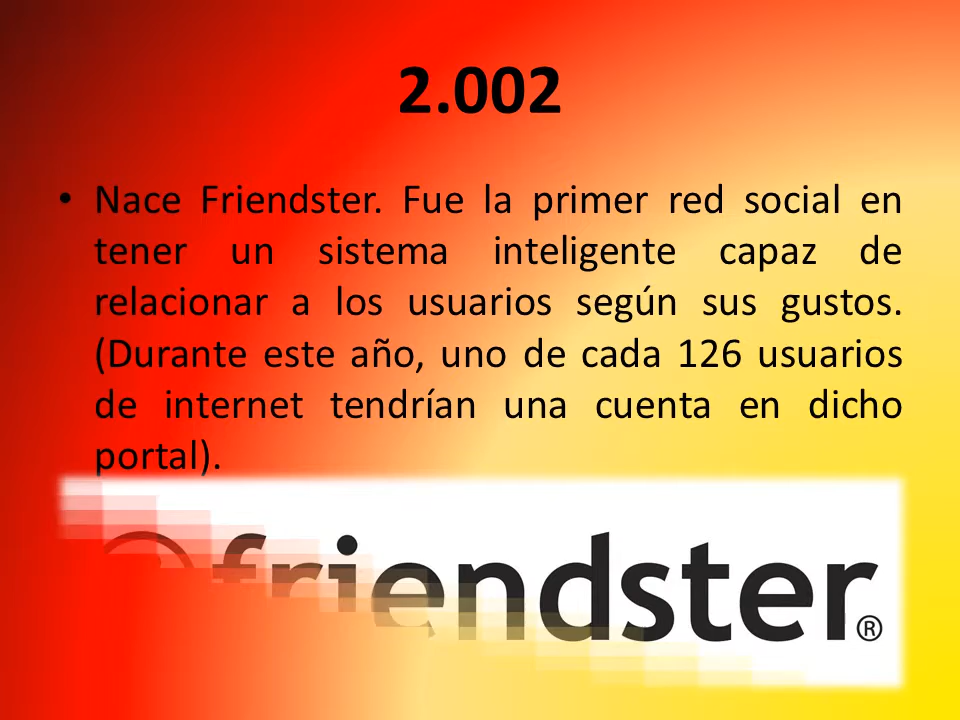 2.002
• Nace Friendster. Fue la primer red social en
tener un sistema inteligente capaz de
relacionar a los usuarios según sus gustos.
(Durante este año, uno de cada 126 usuarios
de internet tendrían una cuenta en dicho
portal).
friendster®